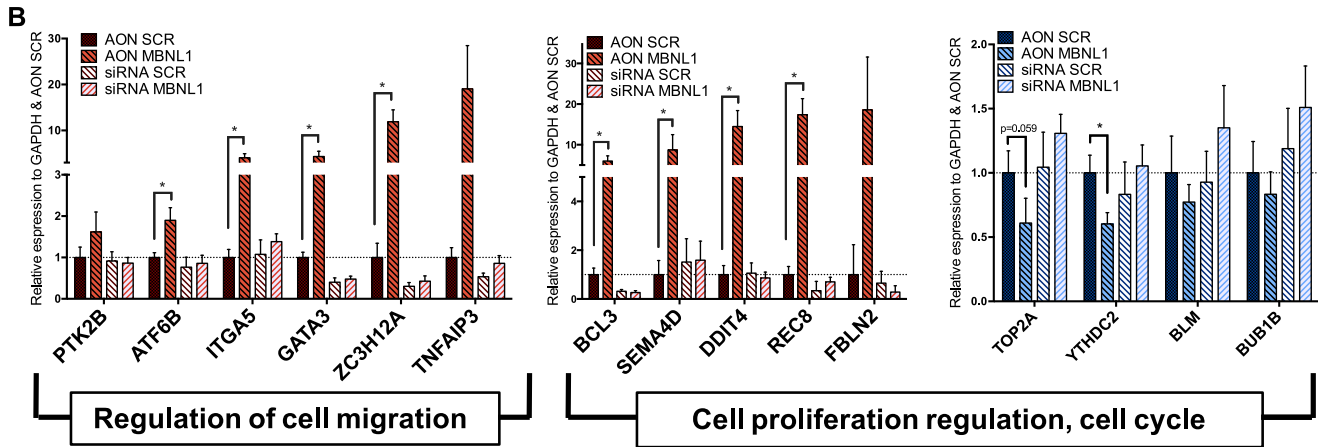 B
Relative espression to GAPDH & AON SCR
30
20
10
3
2
1
0
AON SCR
AON MBNL1
siRNA SCR
siRNA MBNL1
*
*
*
*
PTK2B
ATF6B
ITGA5
GATA3
ZC3H12A
TNFAIP3
Regulation of cell migration
Relative espression to GAPDH & AON SCR
30
20
10
4
2
0
AON SCR
AON MBNL1
siRNA SCR
siRNA MBNL1
*
*
*
*
BCL3
SEMA4D
DDIT4
REC8
FBLN2
Relative espression to GAPDH & AON SCR
2.0
1.5
1.0
0.5
0.0
AON SCR
AON MBNL1
siRNA SCR
siRNA MBNL1
p=0.059
*
TOP2A
YTHDC2
BLM
BUB1B
Cell proliferation regulation, cell cycle